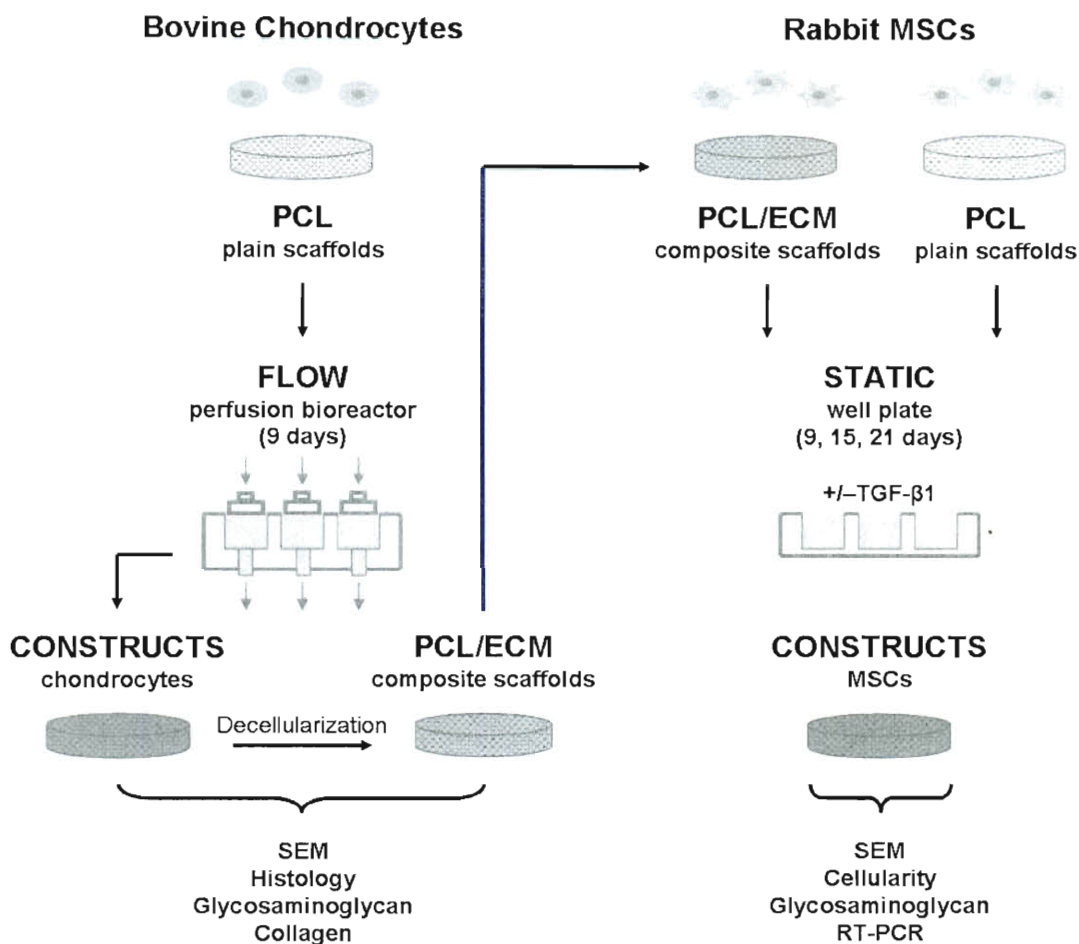 Bovine Chondrocytes
PCL
plain scaffolds
FLOW
perfusion bioreactor
(9 days)
CONSTRUCTS
chondrocytes
Decellularization
PCL/ECM
composite scaffolds
SEM
Histology
Glycosaminoglycan
Collagen
Rabbit MSCs
PCL/ECM
composite scaffolds
PCL
plain scaffolds
STATIC
well plate
(9, 15, 21 days)
+/–TGF-β1
CONSTRUCTS
MSCs
SEM
Cellularity
Glycosaminoglycan
RT-PCR